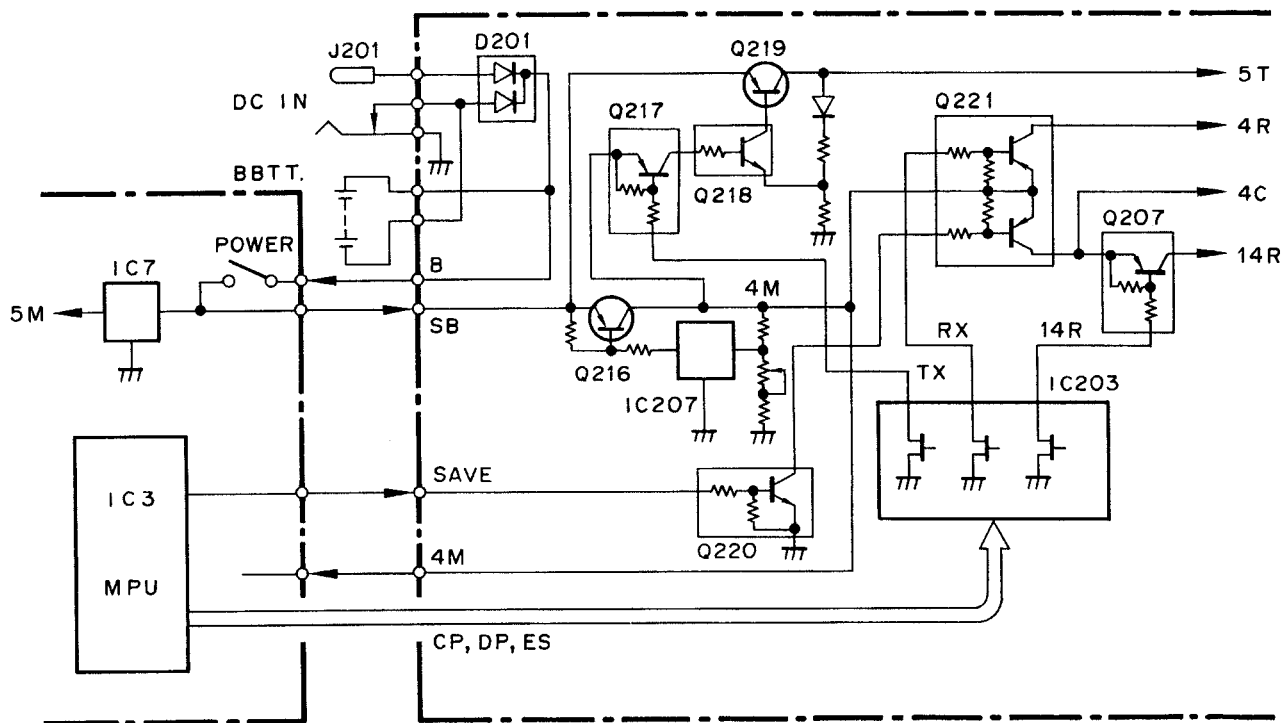 J201
D201
Q219
5T
DC IN
Q217
Q221
4R
BBTT.
Q218
4C
Q207
POWER
IC7
B
14R
4M
5M
SB
RX
14R
Q216
TX
IC203
IC207
SAVE
IC3
Q220
4M
MPU
CP, DP, ES